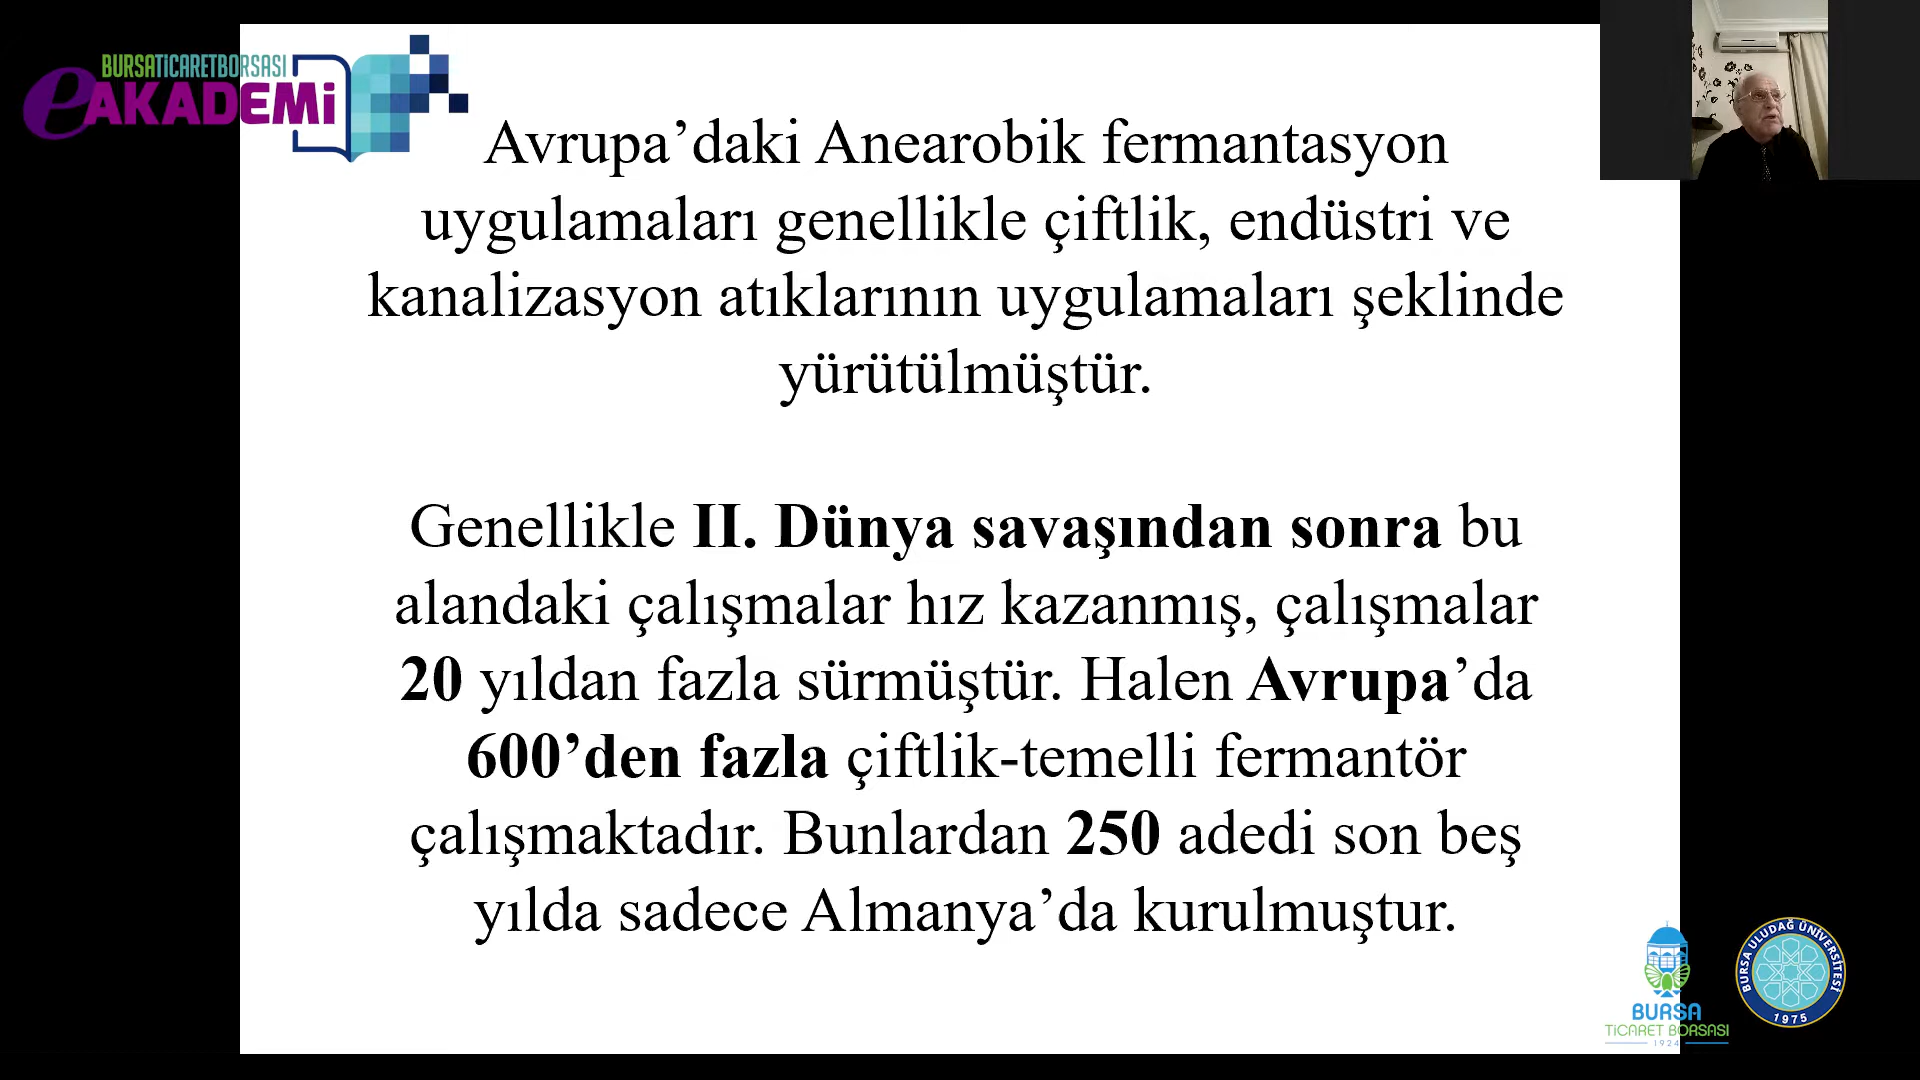 BURSATİCARETBORSASI
eAKADEMi
Avrupa’daki Anearobik fermantasyon
uygulamaları genellikle çiftlik, endüstri ve
kanalizasyon atıklarının uygulamaları şeklinde
yürütülmüştür.
Genellikle II. Dünya savaşından sonra bu
alandaki çalışmalar hız kazanmış, çalışmalar
20 yıldan fazla sürmüştür. Halen Avrupa’da
600’den fazla çiftlik-temelli fermantör
çalışmaktadır. Bunlardan 250 adedi son beş
yılda sadece Almanya’da kurulmuştur.
BURSA
TİCARET BORSASI
1924
BURSA ULUDAĞ ÜNİVERSİTESİ
1975